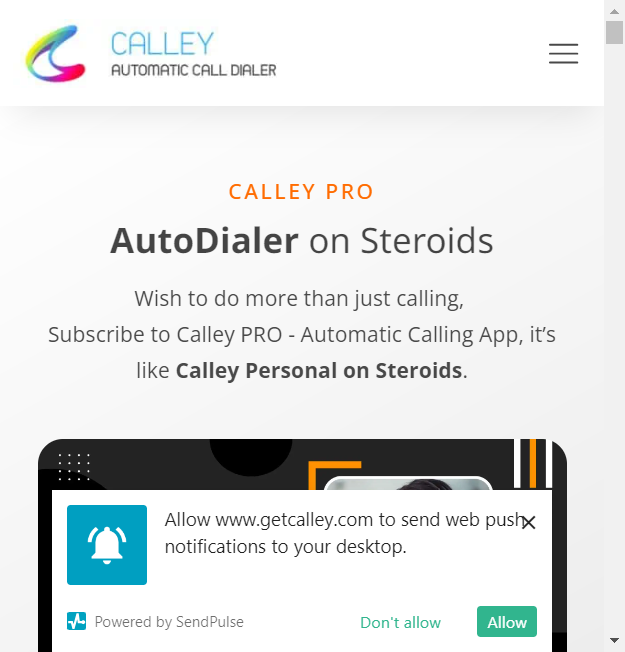 CALLEY
AUTOMATIC CALL DIALER
CALLEY PRO
AutoDialer on Steroids
Wish to do more than just calling,
Subscribe to Calley PRO - Automatic Calling App, it's
like Calley Personal on Steroids.
Allow www.getcalley.com to send web push
notifications to your desktop.
Powered by SendPulse
Don't allow
Allow